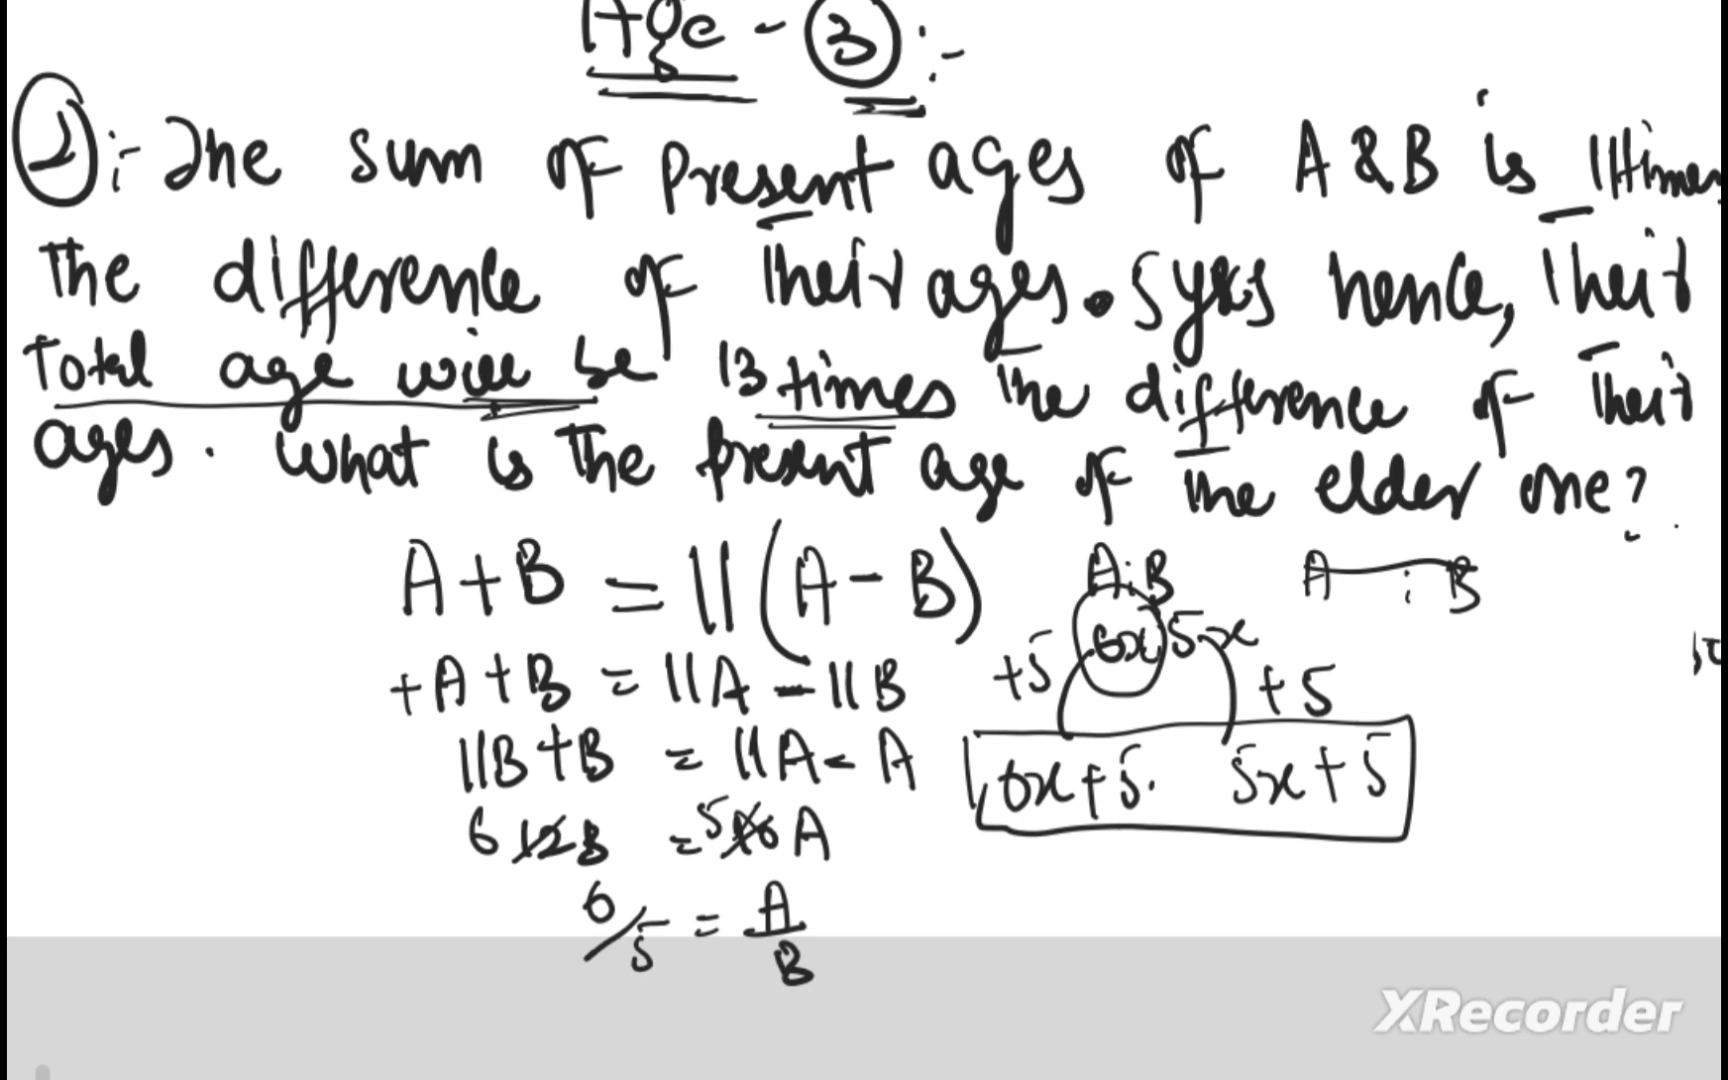 Age - 3 :-
1 :- The sum of present ages of A & B is 11 times
the difference of their ages. 5 yrs hence, their
total age will be 13 times the difference of their
ages. What is the present age of the elder one?
A + B = 11 (A - B)
+A + B = 11A - 11B
11B + B = 11A - A
6 12B = 5 10 A
6/5 = A/B
A : B
6x 5x
+5 +5
6x+5. 5x+5
A : B
XRecorder